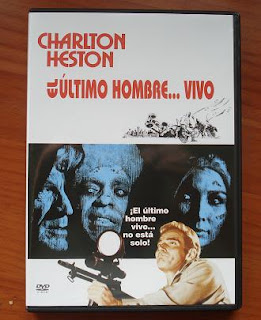 CHARLTON
HESTON
EL ÚLTIMO HOMBRE... VIVO
¡El último
hombre
vive...
no está
solo!
DVD